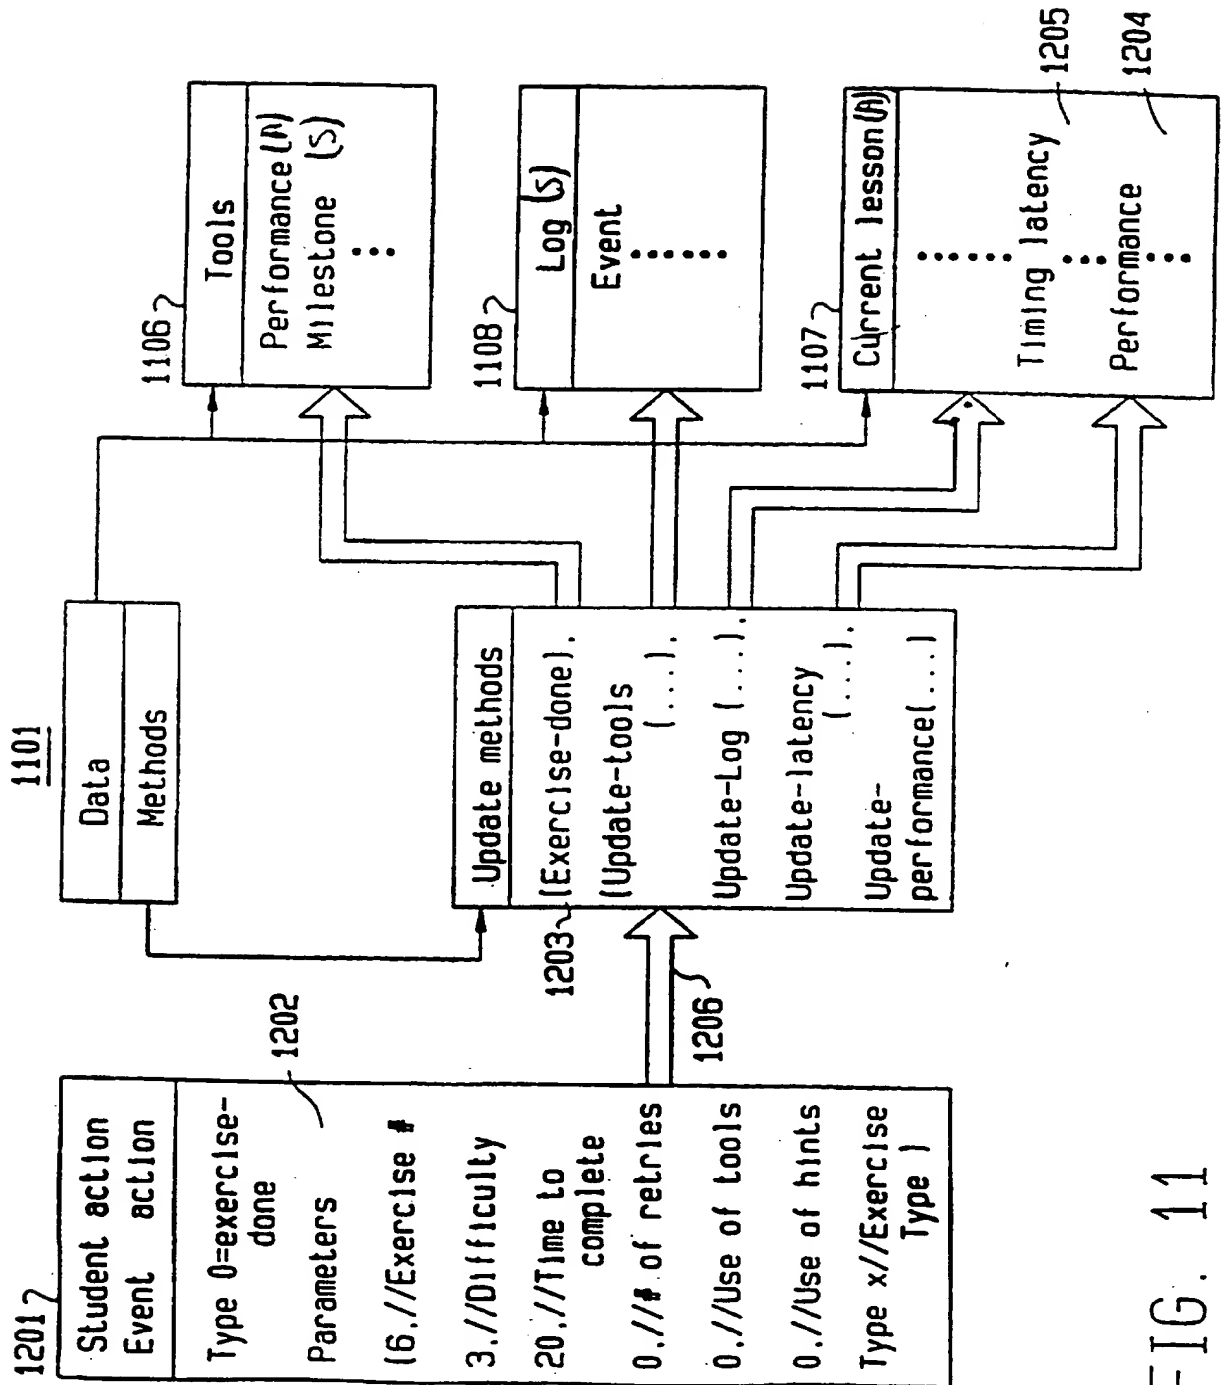 1201
Student action
Event action
Type 0=exercise-
done
Parameters
1202
(6,//Exercise #
3,//Difficulty
20,//Time to
complete
0,//# of retries
0,//Use of tools
0,//Use of hints
Type x//Exercise
Type )
1206
1101
Data
Methods
Update methods
1203
(Exercise-done),
(Update-tools
(....),
Update-Log (....),
Update-latency
(....),
Update-
performance(....)
1106
Tools
Performance (A)
Milestone (S)
1108
Log (S)
Event
1107
Current lesson (A)
Timing latency
1205
Performance
1204
FIG. 11